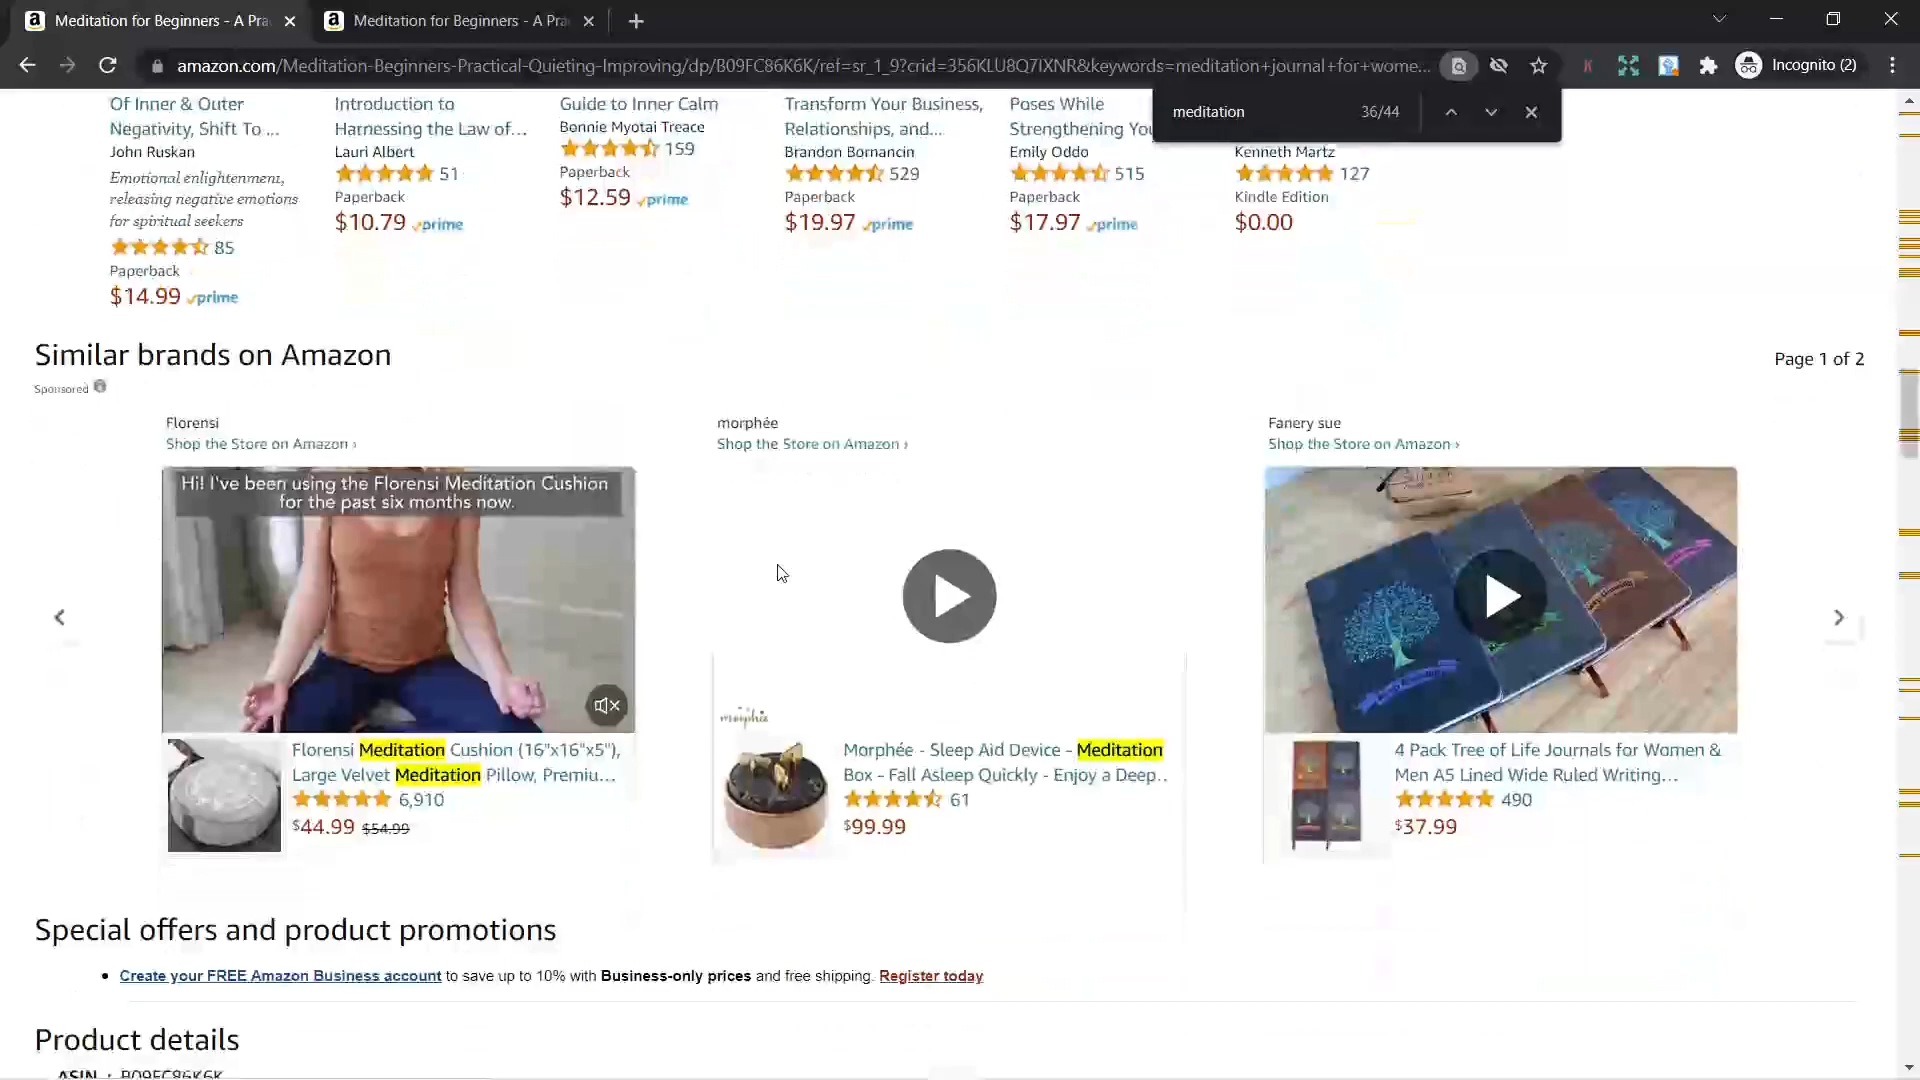 Meditation for Beginners - A Pra
Meditation for Beginners - A Pra
amazon.com/Meditation-Beginners-Practical-Quieting-Improving/dp/B09FC86K6K/ref=sr_1_9?crid=356KLU8Q7IXNR&keywords=meditation+journal+for+wome...
Incognito (2)
meditation 36/44
Of Inner & Outer
Negativity, Shift To ...
John Ruskan
Emotional enlightenment,
releasing negative emotions
for spiritual seekers
85
Paperback
$14.99 prime
Introduction to
Harnessing the Law of...
Lauri Albert
51
Paperback
$10.79 prime
Guide to Inner Calm
Bonnie Myotai Treace
159
Paperback
$12.59 prime
Transform Your Business,
Relationships, and...
Brandon Bornancin
529
Paperback
$19.97 prime
Poses While
Strengthening You
Emily Oddo
515
Paperback
$17.97 prime
Kenneth Martz
127
Kindle Edition
$0.00
Similar brands on Amazon
Page 1 of 2
Sponsored
Florensi
Shop the Store on Amazon ›
Hi! I've been using the Florensi Meditation Cushion
for the past six months now.
Florensi Meditation Cushion (16"x16"x5"),
Large Velvet Meditation Pillow, Premiu...
6,910
$44.99 $54.99
morphée
Shop the Store on Amazon ›
morphée
Morphée - Sleep Aid Device - Meditation
Box - Fall Asleep Quickly - Enjoy a Deep..
61
$99.99
Fanery sue
Shop the Store on Amazon ›
4 Pack Tree of Life Journals for Women &
Men A5 Lined Wide Ruled Writing...
490
$37.99
Special offers and product promotions
Create your FREE Amazon Business account to save up to 10% with Business-only prices and free shipping. Register today
Product details
ASIN : B09FC86K6K